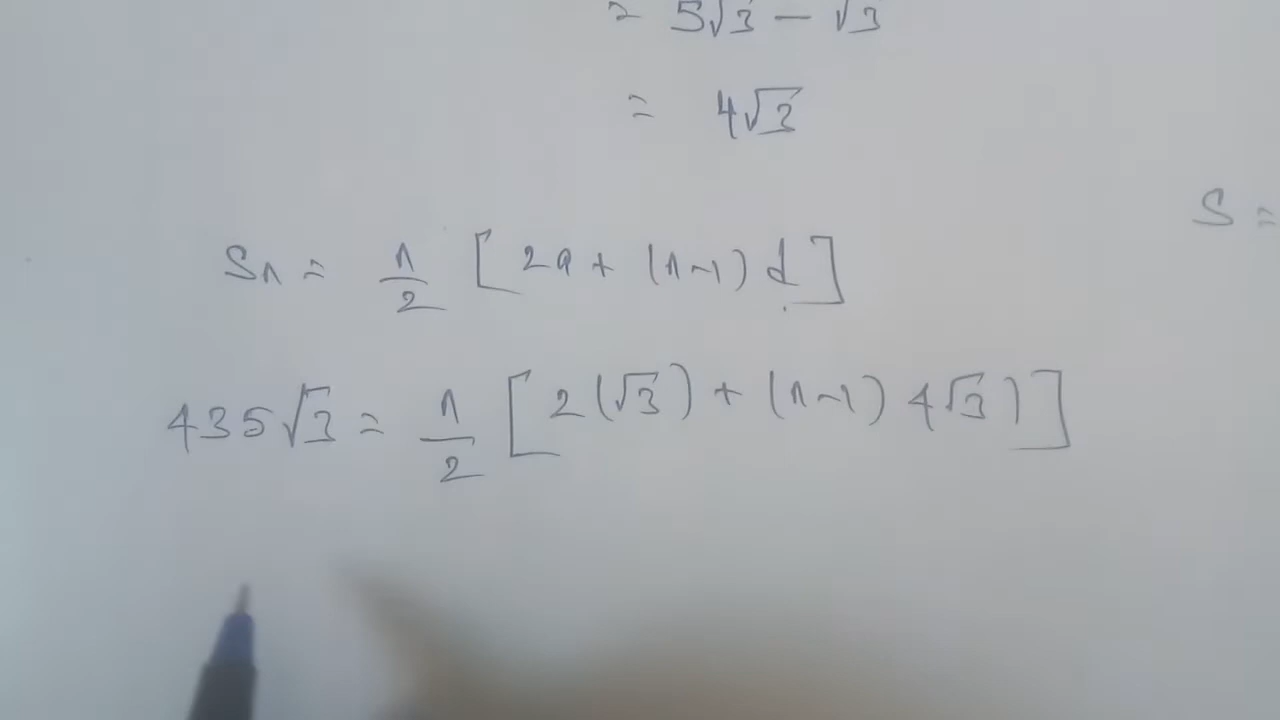 = 5√3 - √3
= 4√3
S =
Sn = n/2 [2a + (n-1)d]
435√3 = n/2 [2(√3) + (n-1)4√3)]